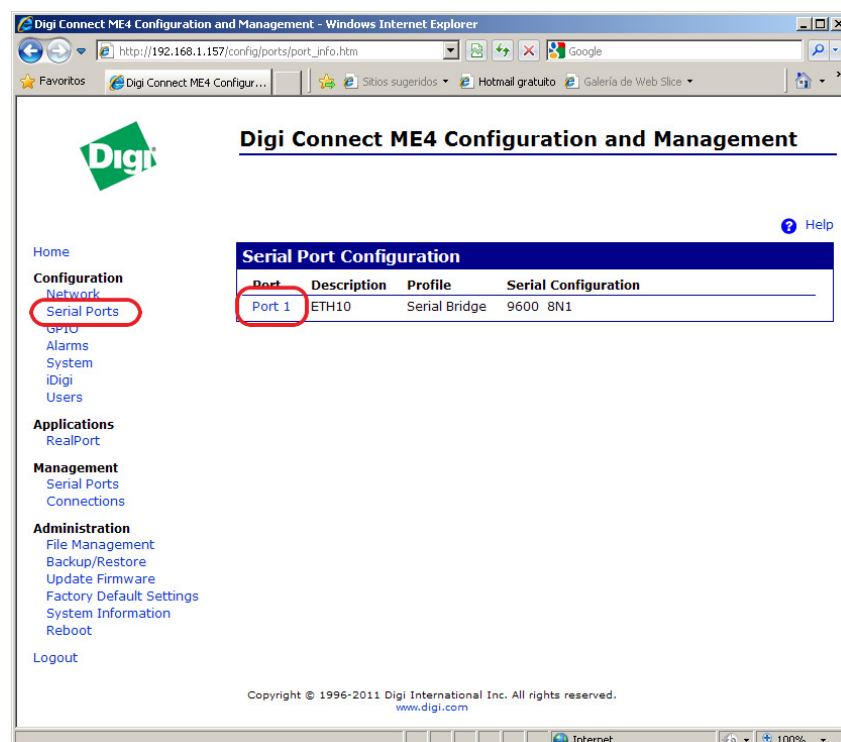 Digi Connect ME4 Configuration and Management - Windows Internet Explorer
http://192.168.1.157/config/ports/port_info.htm
Google
Favoritos
Digi Connect ME4 Configur...
Sitios sugeridos
Hotmail gratuito
Galería de Web Slice
Digi
Digi Connect ME4 Configuration and Management
Help
Home
Configuration
Network
Serial Ports
GPIO
Alarms
System
iDigi
Users
Applications
RealPort
Management
Serial Ports
Connections
Administration
File Management
Backup/Restore
Update Firmware
Factory Default Settings
System Information
Reboot
Logout
Serial Port Configuration
Port Description Profile Serial Configuration
Port 1 ETH10 Serial Bridge 9600 8N1
Copyright © 1996-2011 Digi International Inc. All rights reserved.
www.digi.com
Internet
100%